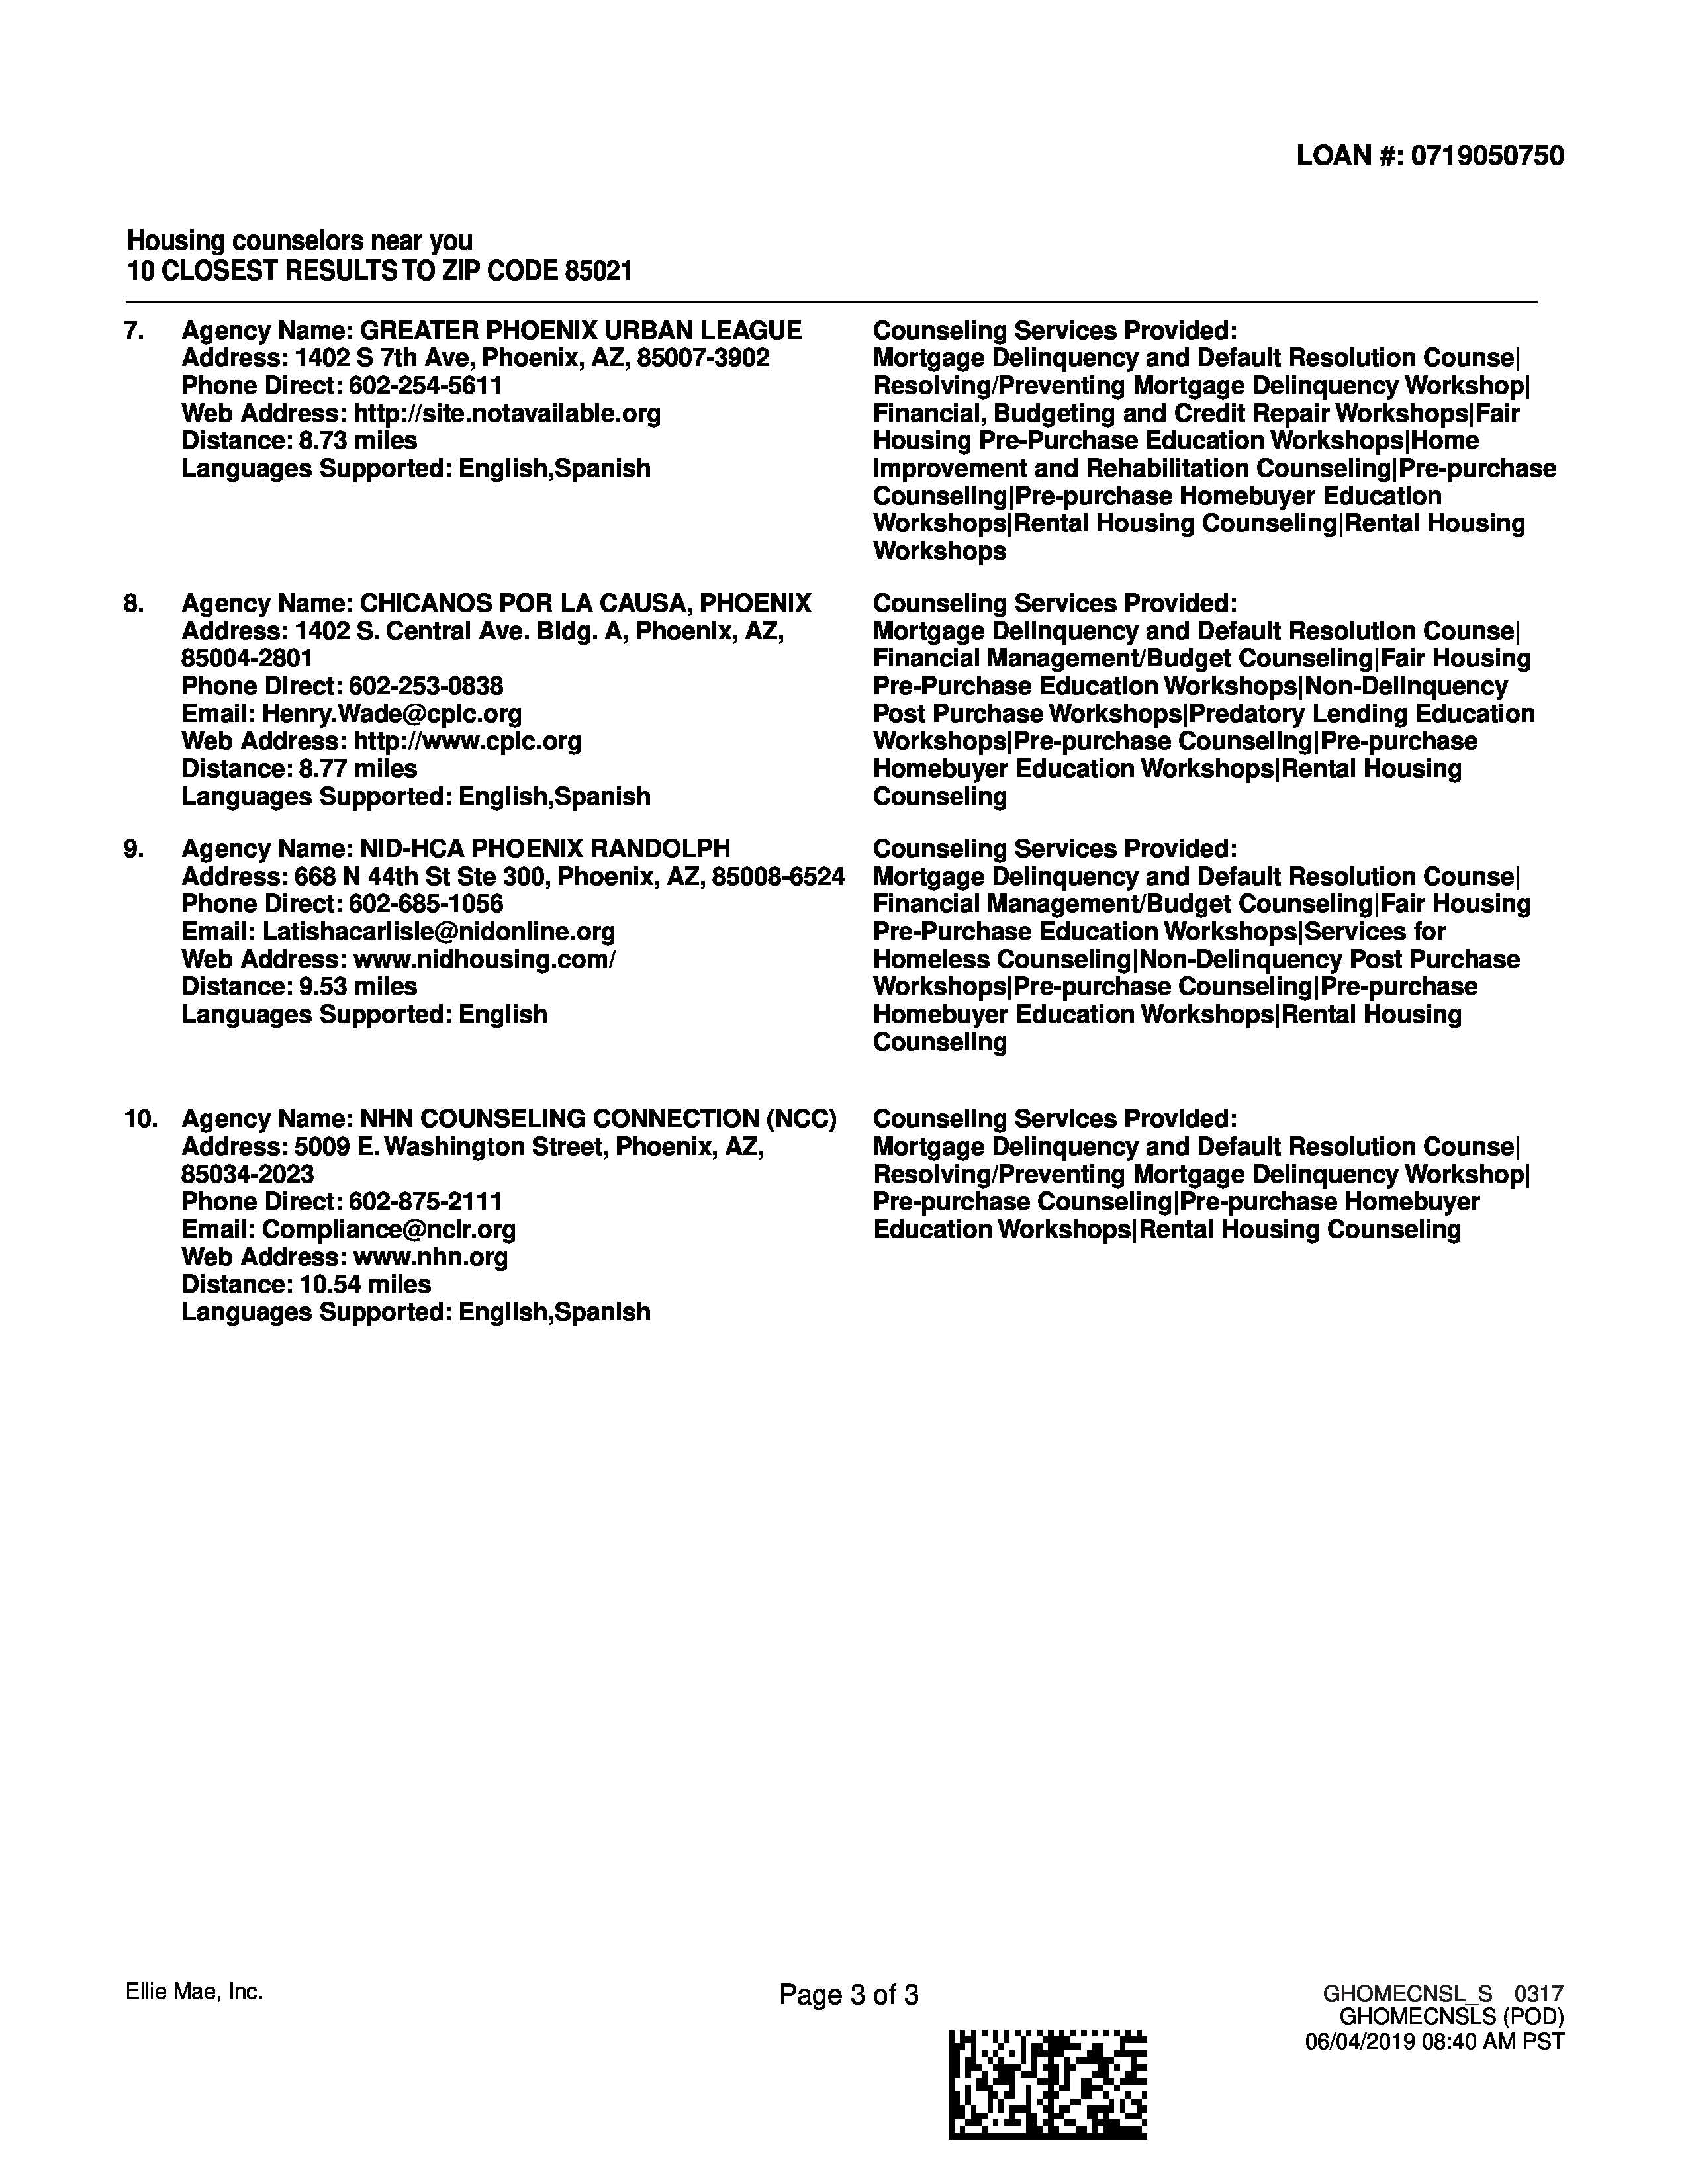 LOAN #: 0719050750
Housing counselors near you
10 CLOSEST RESULTS TO ZIP CODE 85021
7. Agency Name: GREATER PHOENIX URBAN LEAGUE
Address: 1402 S 7th Ave, Phoenix, AZ, 85007-3902
Phone Direct: 602-254-5611
Web Address: http://site.notavailable.org
Distance: 8.73 miles
Languages Supported: English,Spanish
Counseling Services Provided:
Mortgage Delinquency and Default Resolution Counse|
Resolving/Preventing Mortgage Delinquency Workshop|
Financial, Budgeting and Credit Repair Workshops|Fair
Housing Pre-Purchase Education Workshops|Home
Improvement and Rehabilitation Counseling|Pre-purchase
Counseling|Pre-purchase Homebuyer Education
Workshops|Rental Housing Counseling|Rental Housing
Workshops
8. Agency Name: CHICANOS POR LA CAUSA, PHOENIX
Address: 1402 S. Central Ave. Bldg. A, Phoenix, AZ,
85004-2801
Phone Direct: 602-253-0838
Email: Henry.Wade@cplc.org
Web Address: http://www.cplc.org
Distance: 8.77 miles
Languages Supported: English,Spanish
Counseling Services Provided:
Mortgage Delinquency and Default Resolution Counse|
Financial Management/Budget Counseling|Fair Housing
Pre-Purchase Education Workshops|Non-Delinquency
Post Purchase Workshops|Predatory Lending Education
Workshops|Pre-purchase Counseling|Pre-purchase
Homebuyer Education Workshops|Rental Housing
Counseling
9. Agency Name: NID-HCA PHOENIX RANDOLPH
Address: 668 N 44th St Ste 300, Phoenix, AZ, 85008-6524
Phone Direct: 602-685-1056
Email: Latishacarlisle@nidonline.org
Web Address: www.nidhousing.com/
Distance: 9.53 miles
Languages Supported: English
Counseling Services Provided:
Mortgage Delinquency and Default Resolution Counse|
Financial Management/Budget Counseling|Fair Housing
Pre-Purchase Education Workshops|Services for
Homeless Counseling|Non-Delinquency Post Purchase
Workshops|Pre-purchase Counseling|Pre-purchase
Homebuyer Education Workshops|Rental Housing
Counseling
10. Agency Name: NHN COUNSELING CONNECTION (NCC)
Address: 5009 E. Washington Street, Phoenix, AZ,
85034-2023
Phone Direct: 602-875-2111
Email: Compliance@nclr.org
Web Address: www.nhn.org
Distance: 10.54 miles
Languages Supported: English,Spanish
Counseling Services Provided:
Mortgage Delinquency and Default Resolution Counse|
Resolving/Preventing Mortgage Delinquency Workshop|
Pre-purchase Counseling|Pre-purchase Homebuyer
Education Workshops|Rental Housing Counseling
Ellie Mae, Inc.
Page 3 of 3
GHOMECNSL_S 0317
GHOMECNSLS (POD)
06/04/2019 08:40 AM PST